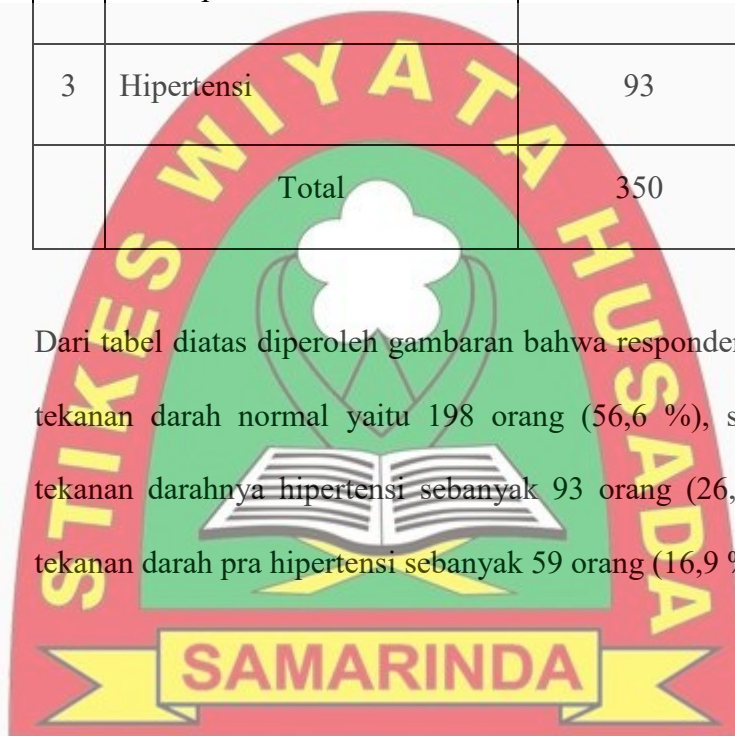 3 Hipertensi 93
Total 350
Dari tabel diatas diperoleh gambaran bahwa responden
tekanan darah normal yaitu 198 orang (56,6 %), s
tekanan darahnya hipertensi sebanyak 93 orang (26,
tekanan darah pra hipertensi sebanyak 59 orang (16,9 %
STIKES WIYATA HUSADA
SAMARINDA